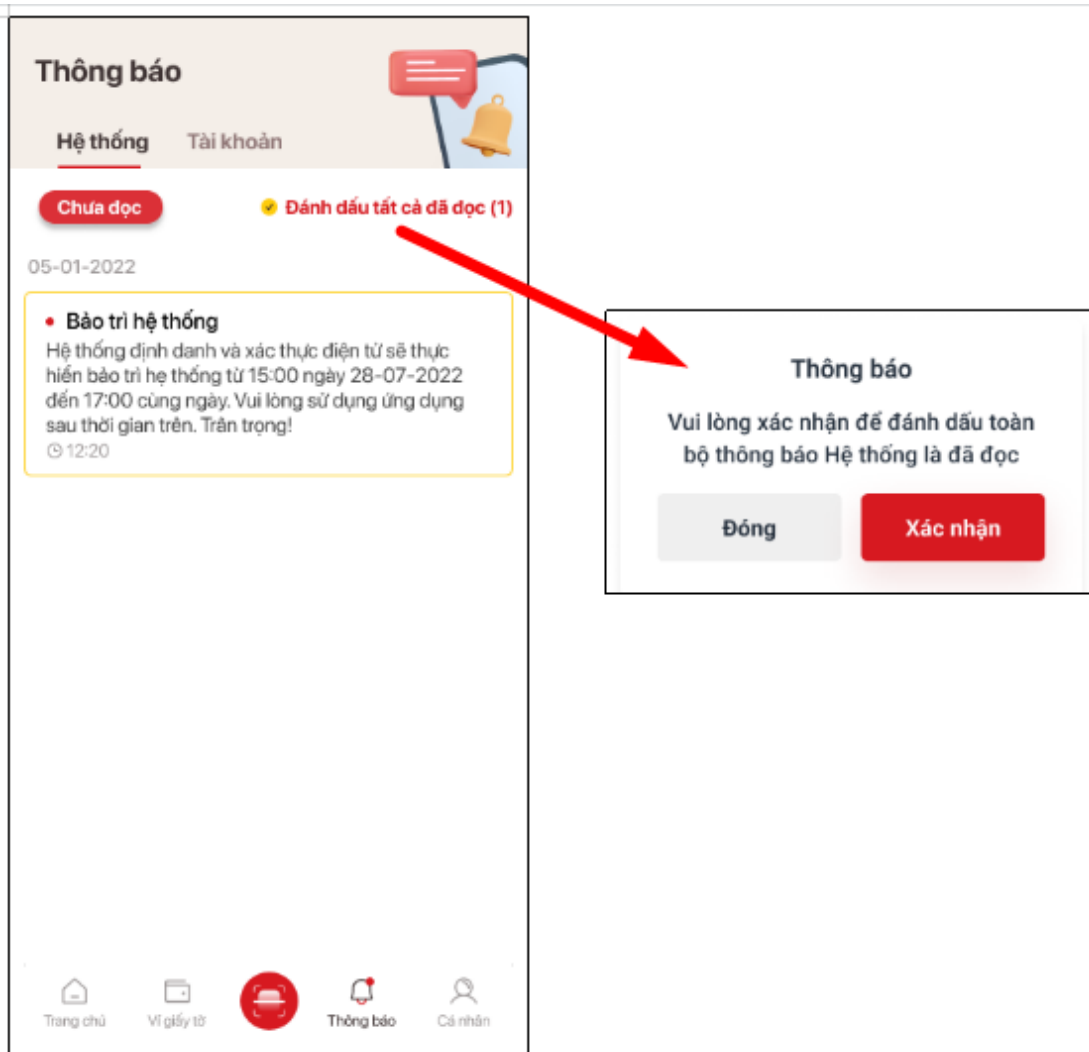 Thông báo
Hệ thống Tài khoản
Chưa đọc Đánh dấu tất cả đã đọc (1)
05-01-2022
Bảo trì hệ thống
Hệ thống định danh và xác thực điện tử sẽ thực
hiển bảo trì hẹ thống từ 15:00 ngày 28-07-2022
đến 17:00 cùng ngày. Vui lòng sử dụng ứng dụng
sau thời gian trên. Trân trọng!
12:20
Trang chủ Ví giấy tờ Thông báo Cá nhân
Thông báo
Vui lòng xác nhận để đánh dấu toàn
bộ thông báo Hệ thống là đã đọc
Đóng Xác nhận